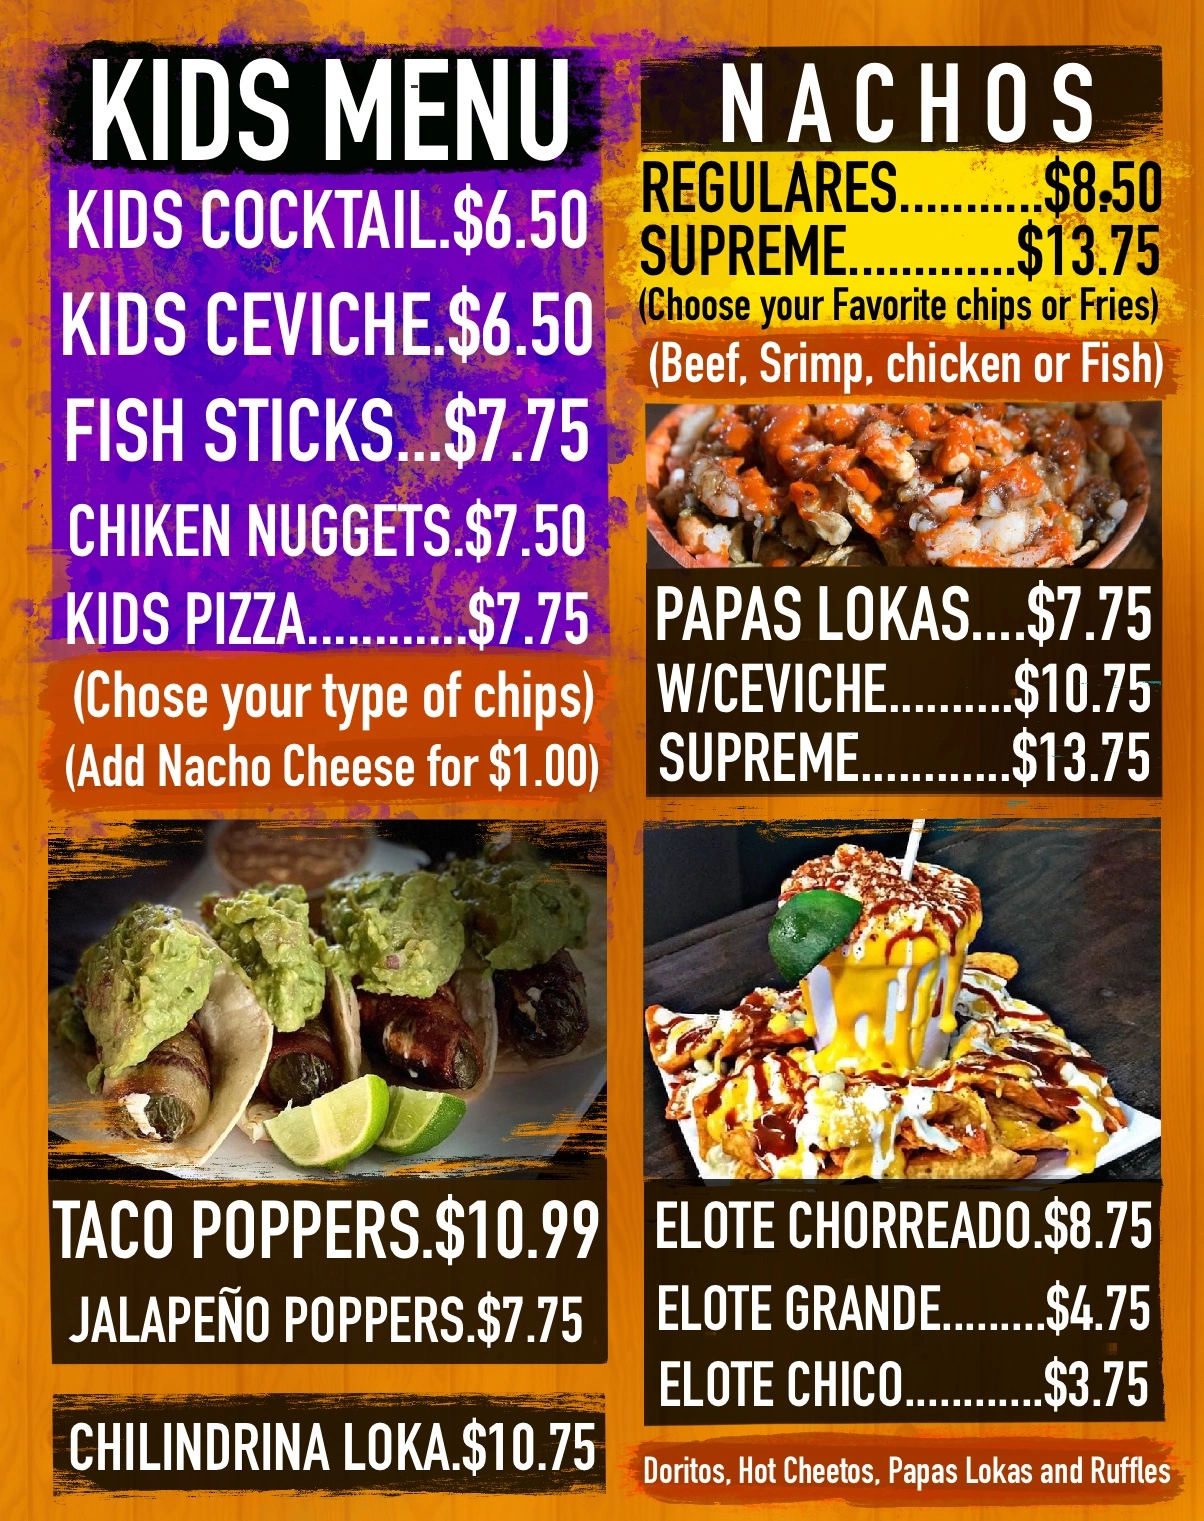 KIDS MENU
KIDS COCKTAIL.$6.50
KIDS CEVICHE.$6.50
FISH STICKS...$7.75
CHIKEN NUGGETS.$7.50
KIDS PIZZA............$7.75
(Chose your type of chips)
(Add Nacho Cheese for $1.00)
TACO POPPERS.$10.99
JALAPEÑO POPPERS.$7.75
CHILINDRINA LOKA.$10.75
NACHOS
REGULARES...........$8.50
SUPREME.............$13.75
(Choose your Favorite chips or Fries)
(Beef, Srimp, chicken or Fish)
PAPAS LOKAS....$7.75
W/CEVICHE..........$10.75
SUPREME............$13.75
ELOTE CHORREADO.$8.75
ELOTE GRANDE.........$4.75
ELOTE CHICO............$3.75
Doritos, Hot Cheetos, Papas Lokas and Ruffles